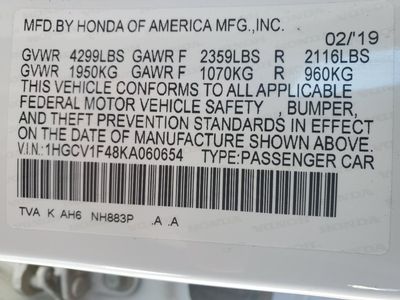 MFD.BY HONDA OF AMERICA MFG.,INC.
02/'19
GVWR 4299LBS GAWR F 2359LBS R 2116LBS
GVWR 1950KG GAWR F 1070KG R 960KG
THIS VEHICLE CONFORMS TO ALL APPLICABLE
FEDERAL MOTOR VEHICLE SAFETY , BUMPER,
AND THEFT PREVENTION STANDARDS IN EFFECT
ON THE DATE OF MANUFACTURE SHOWN ABOVE.
V.I.N.:1HGCV1F48KA060654 TYPE:PASSENGER CAR
TVA K AH6 NH883P .A .A